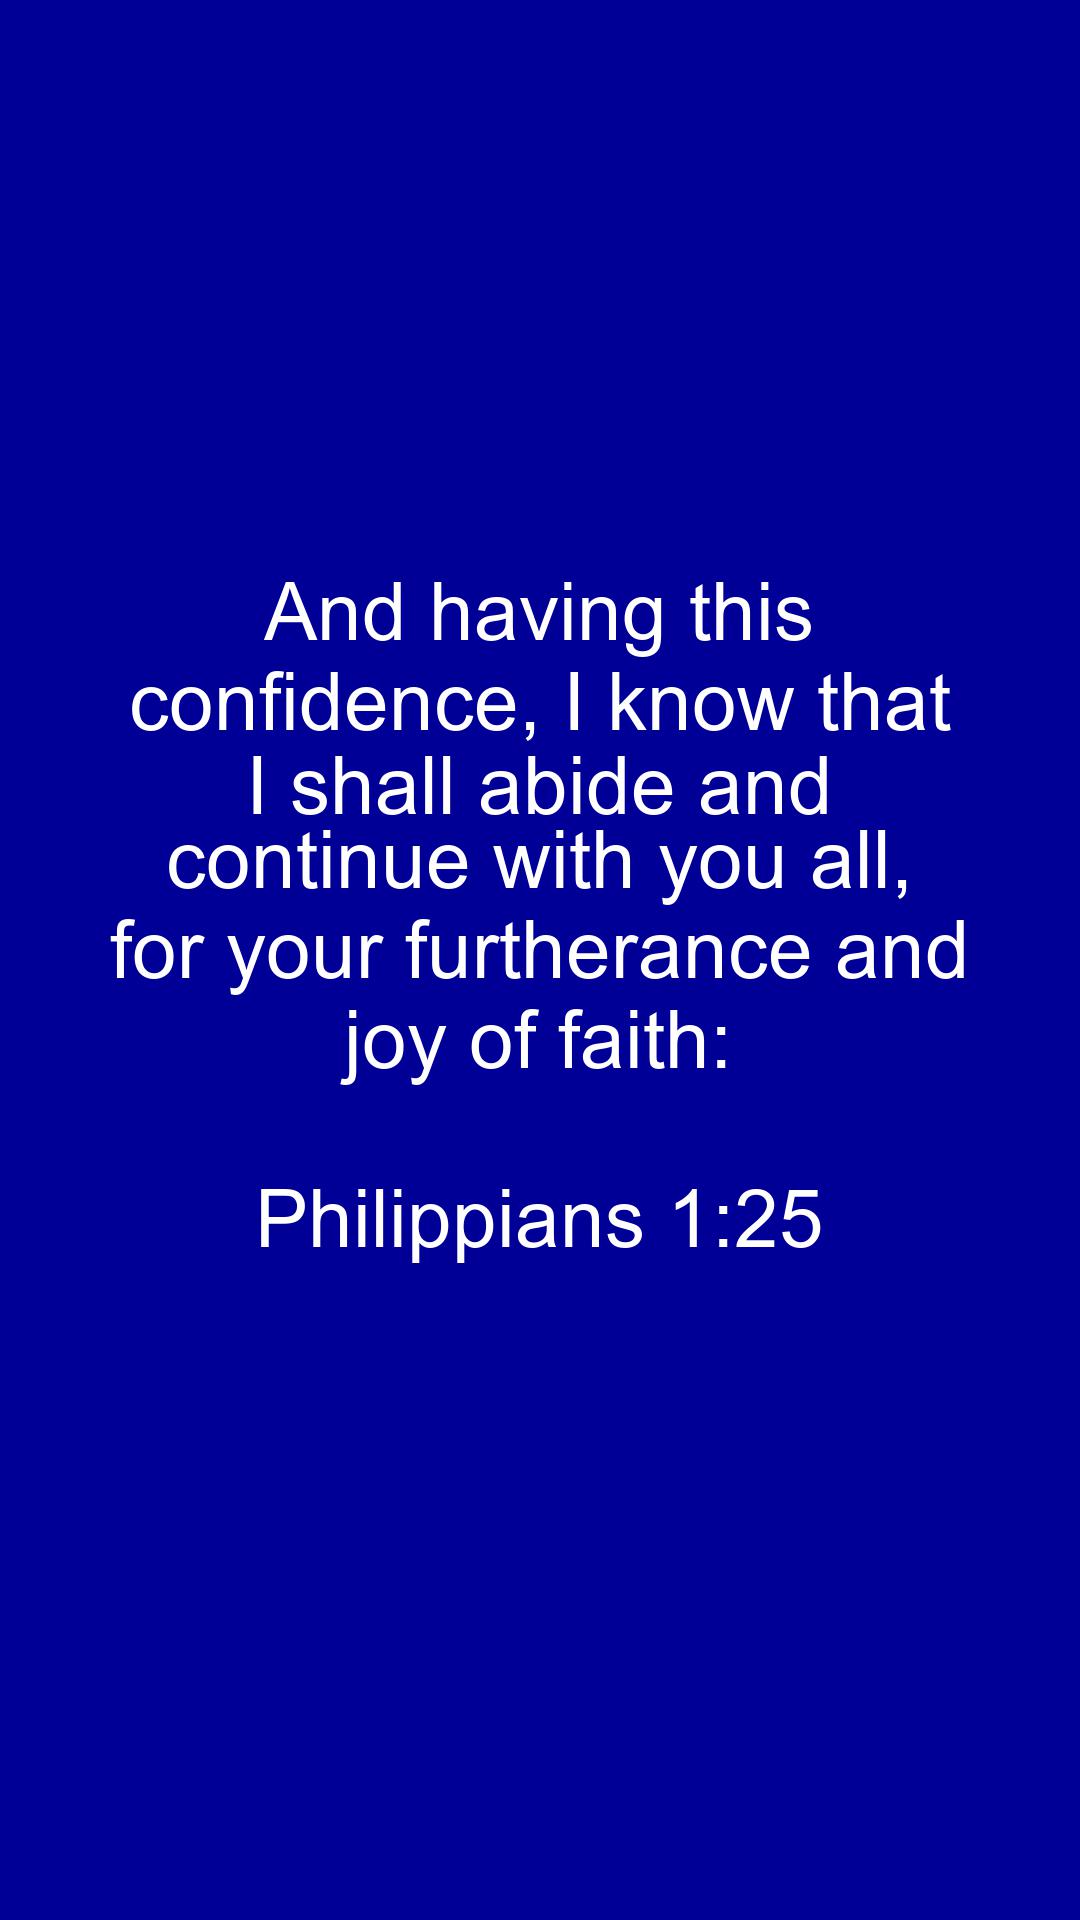 And having this
confidence, I know that
I shall abide and
continue with you all,
for your furtherance and
joy of faith:
Philippians 1:25